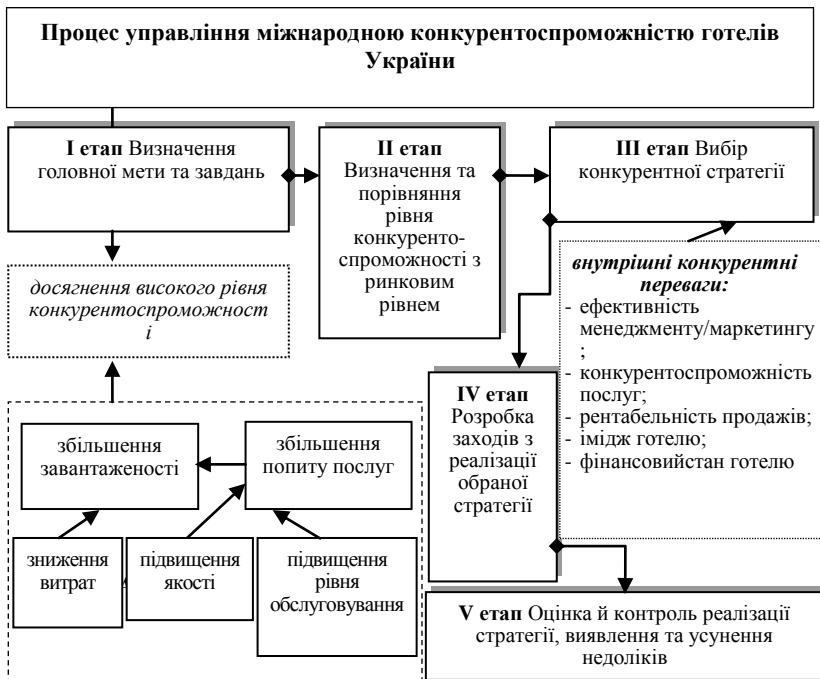 Процес управління міжнародною конкурентоспроможністю готелів
України
I етап Визначення
головної мети та завдань
II етап
Визначення та
порівняння
рівня
конкуренто-
спроможності з
ринковим
рівнем
III етап Вибір
конкурентної стратегії
досягнення високого рівня
конкурентоспроможност
і
внутрішні конкурентні
переваги:
- ефективність
менеджменту/маркетингу
;
- конкурентоспроможність
послуг;
- рентабельність продажів;
- імідж готелю;
- фінансовийстан готелю
IV етап
Розробка
заходів з
реалізації
обраної
стратегії
збільшення
завантаженості
збільшення
попиту послуг
зниження
витрат
підвищення
якості
підвищення
рівня
обслуговування
V етап Оцінка й контроль реалізації
стратегії, виявлення та усунення
недоліків